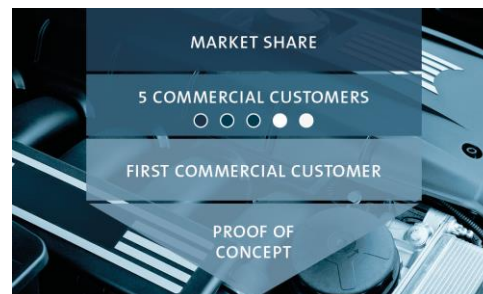 MARKET SHARE
5 COMMERCIAL CUSTOMERS
FIRST COMMERCIAL CUSTOMER
PROOF OF
CONCEPT